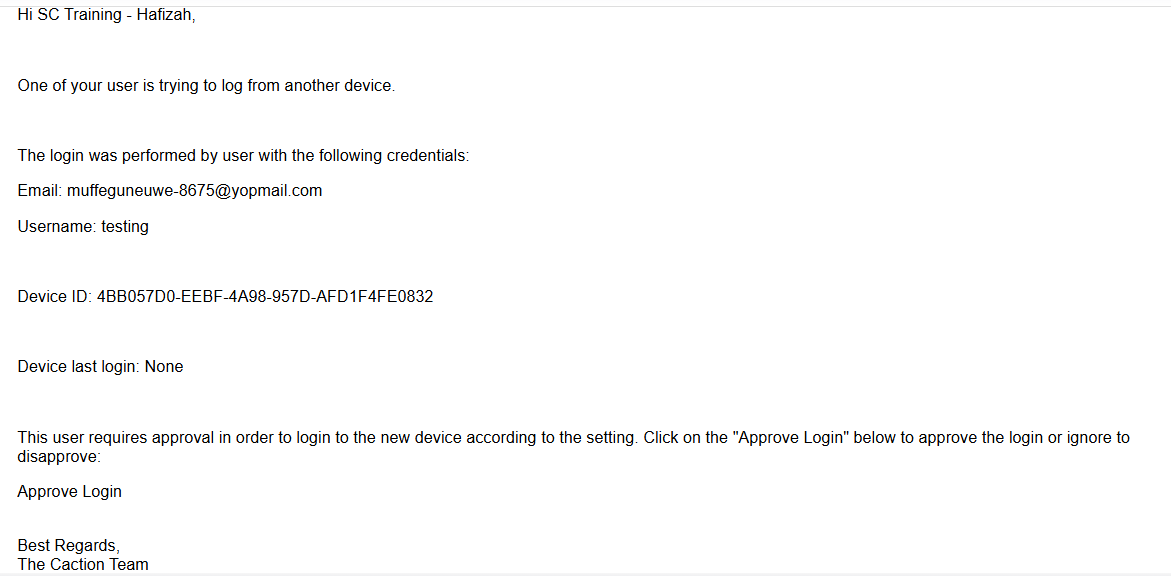 Hi SC Training - Hafizah,
One of your user is trying to log from another device.
The login was performed by user with the following credentials:
Email: muffeguneuwe-8675@yopmail.com
Username: testing
Device ID: 4BB057D0-EEBF-4A98-957D-AFD1F4FE0832
Device last login: None
This user requires approval in order to login to the new device according to the setting. Click on the "Approve Login" below to approve the login or ignore to
disapprove:
Approve Login
Best Regards,
The Caction Team